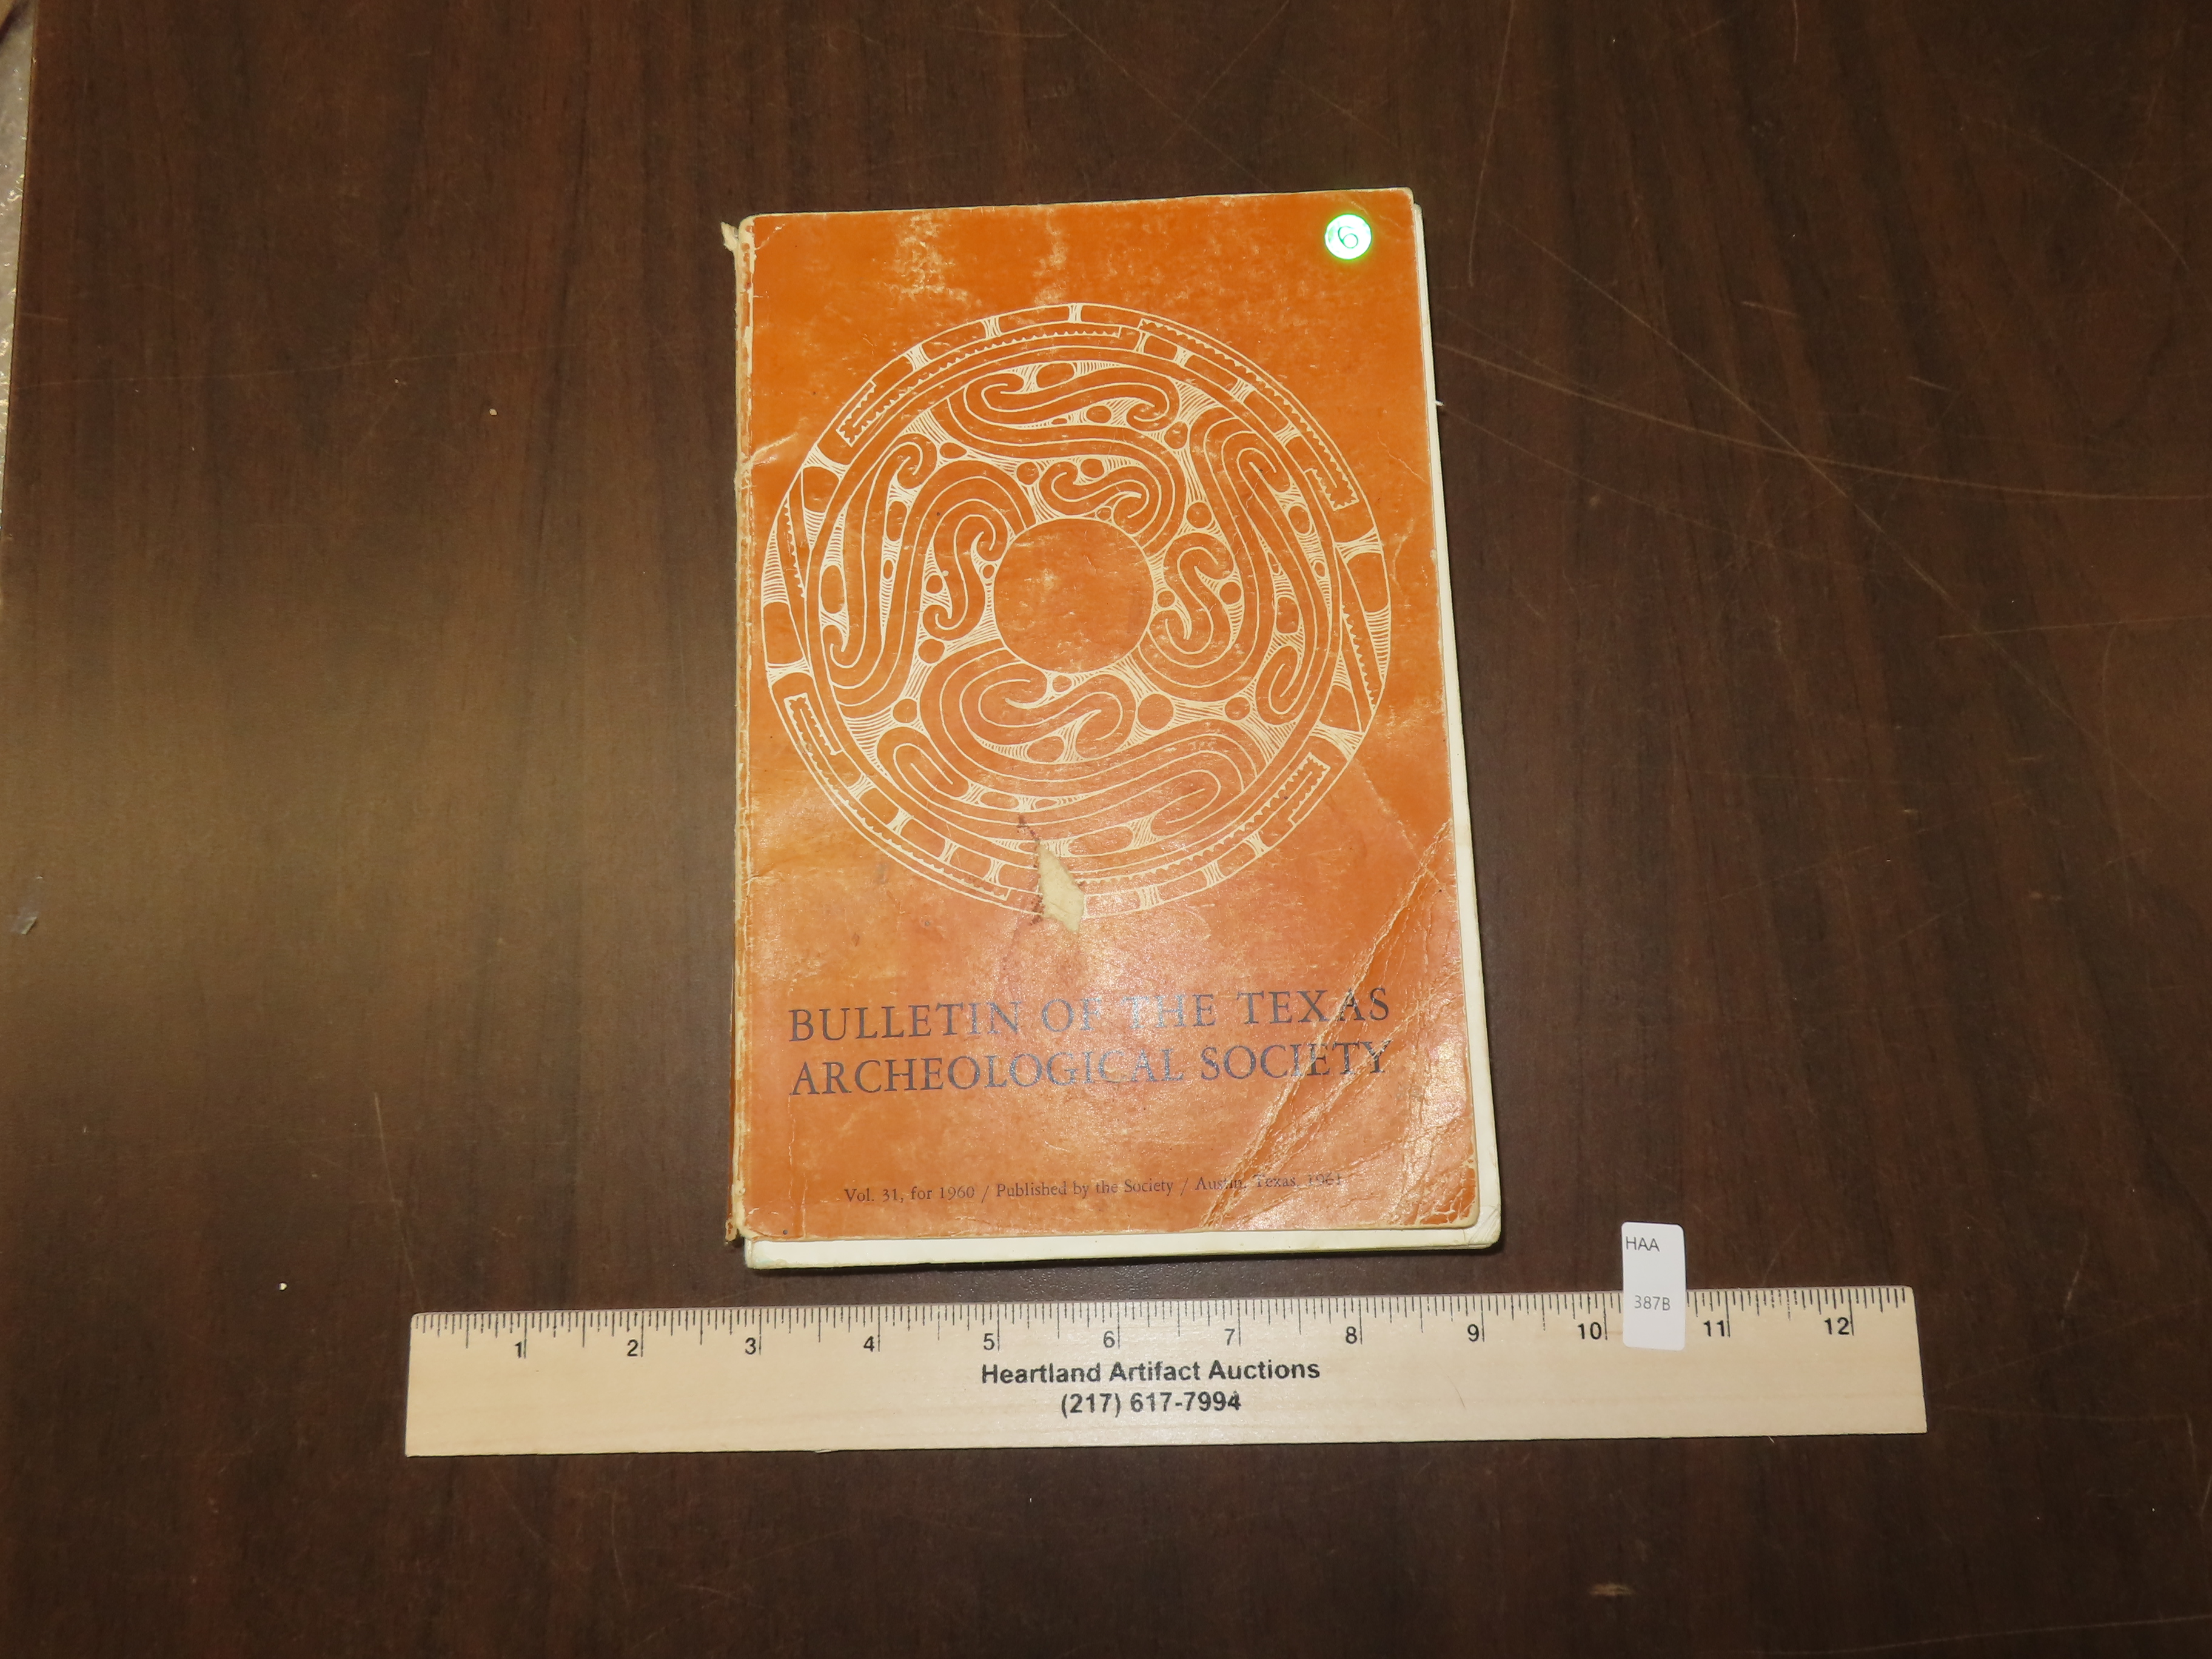 6
BULLETIN OF THE TEXAS
ARCHEOLOGICAL SOCIETY
Vol. 31, for 1960 / Published by the Society / Austin, Texas, 1961
HAA
387B
1 2 3 4 5 6 7 8 9 10 11 12
Heartland Artifact Auctions
(217) 617-7994